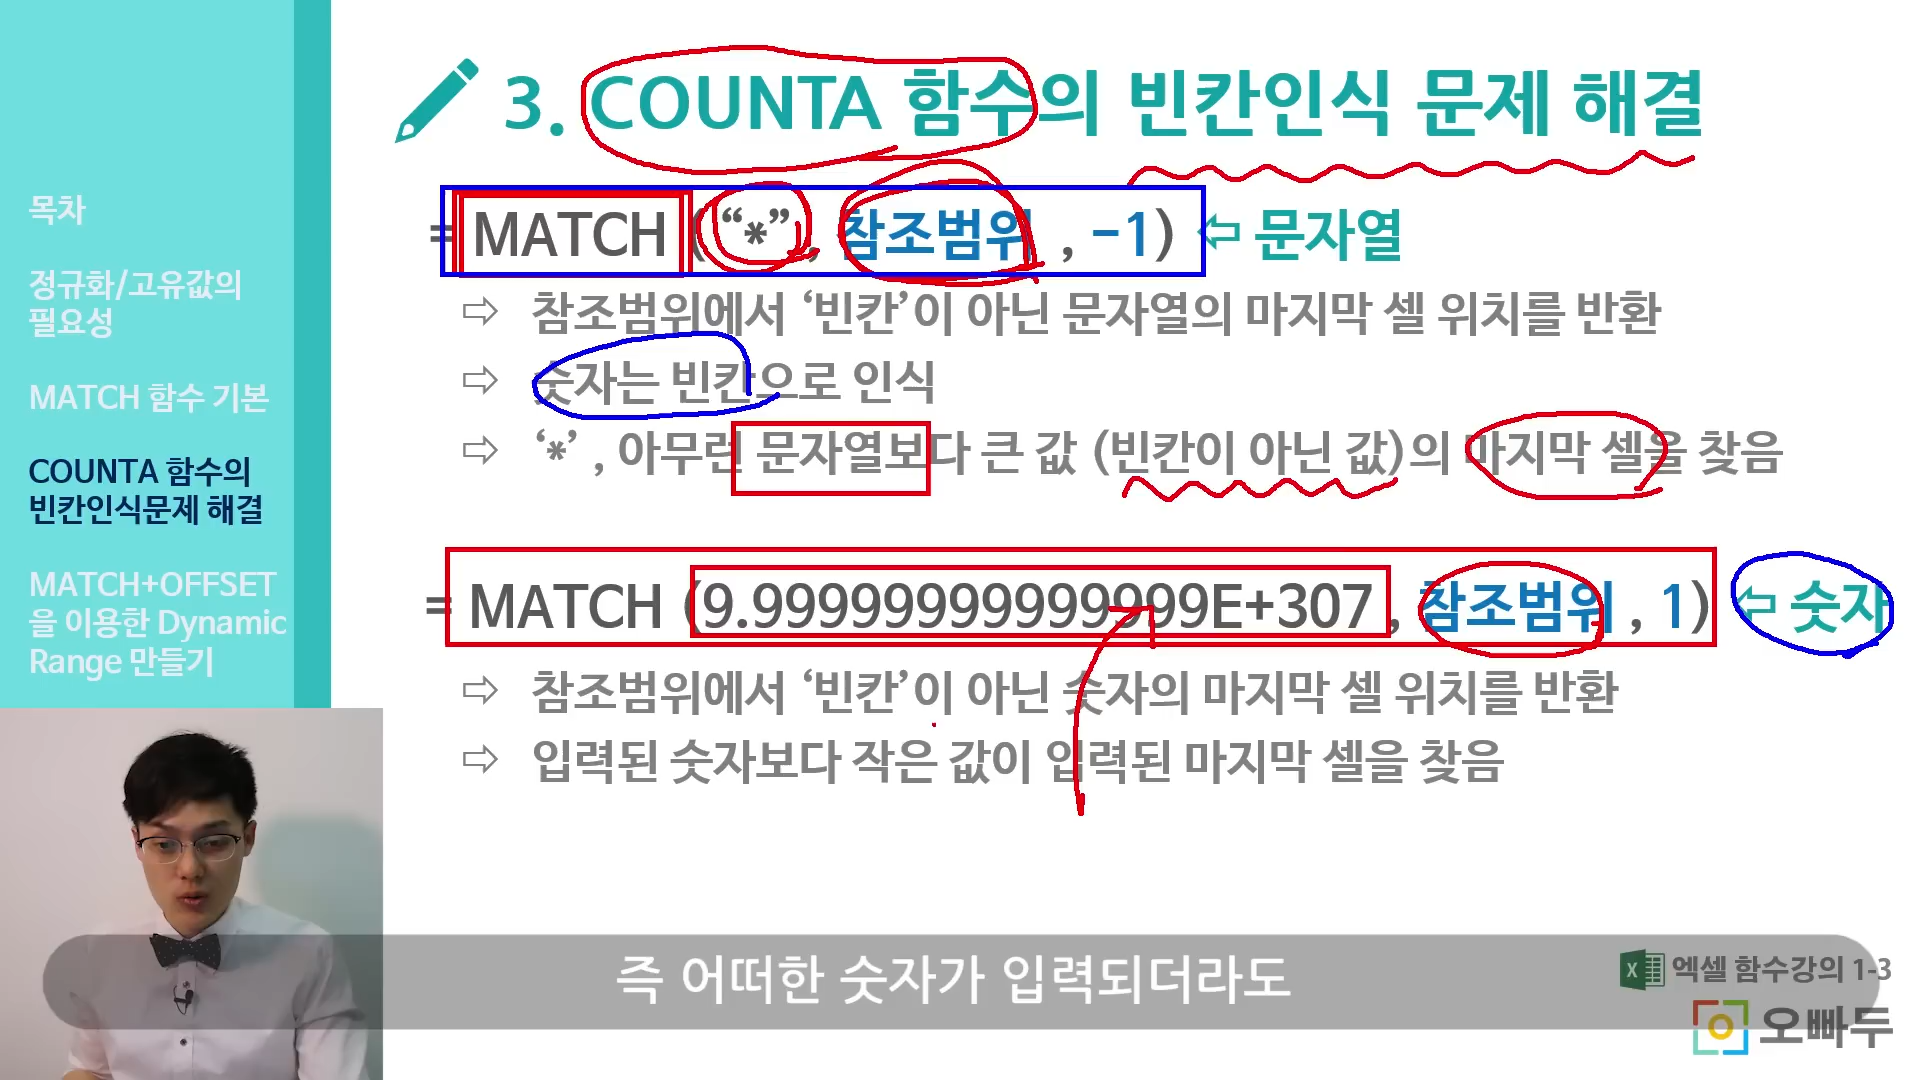 3. COUNTA 함수의 빈칸인식 문제 해결
= MATCH (“*”, 참조범위 , -1) ⇦ 문자열
⇨ 참조범위에서 ‘빈칸’이 아닌 문자열의 마지막 셀 위치를 반환
⇨ 숫자는 빈칸으로 인식
⇨ ‘*’ , 아무런 문자열보다 큰 값 (빈칸이 아닌 값)의 마지막 셀을 찾음
= MATCH (9.99999999999999E+307, 참조범위 , 1) ⇦ 숫자
⇨ 참조범위에서 ‘빈칸’이 아닌 숫자의 마지막 셀 위치를 반환
⇨ 입력된 숫자보다 작은 값이 입력된 마지막 셀을 찾음
목차
정규화/고유값의
필요성
MATCH 함수 기본
COUNTA 함수의
빈칸인식문제 해결
MATCH+OFFSET
을 이용한 Dynamic
Range 만들기
즉 어떠한 숫자가 입력되더라도
엑셀 함수강의 1-3
오빠두